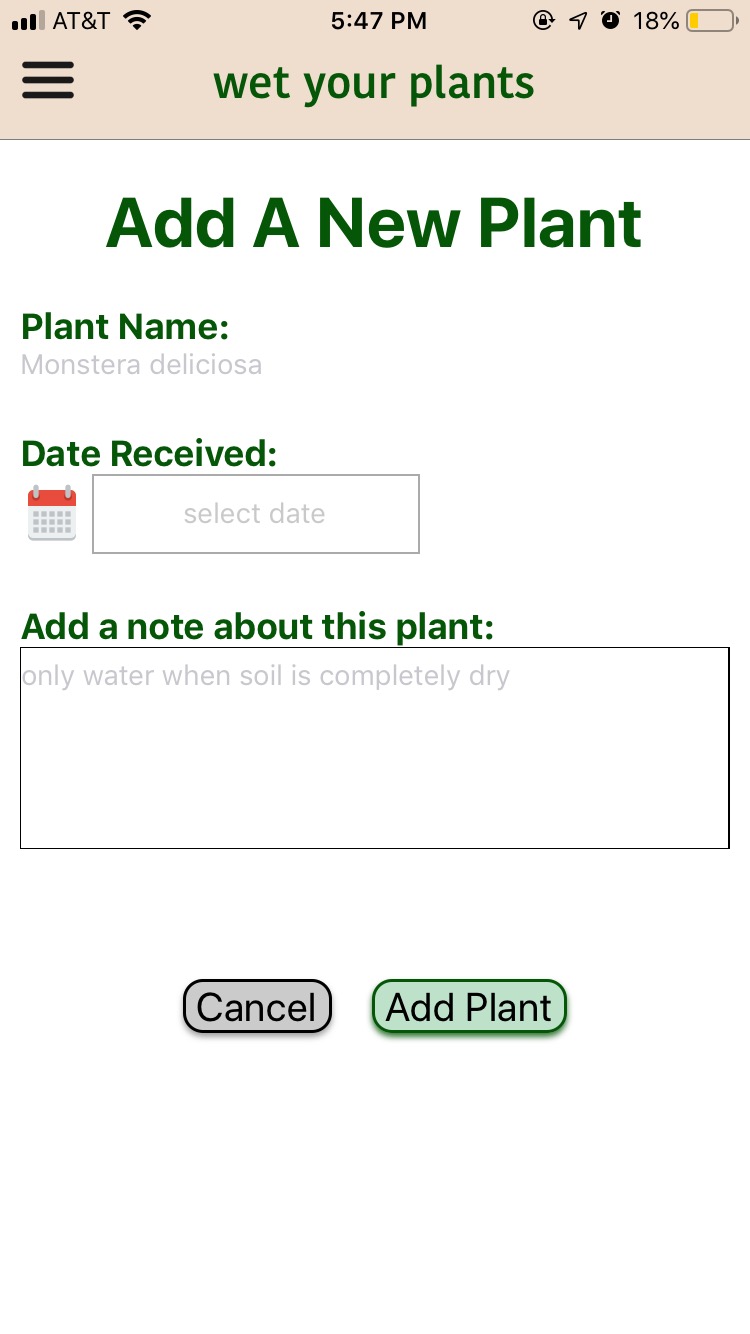 AT&T 5:47 PM 18%
wet your plants
Add A New Plant
Plant Name:
Monstera deliciosa
Date Received:
select date
Add a note about this plant:
only water when soil is completely dry
Cancel Add Plant